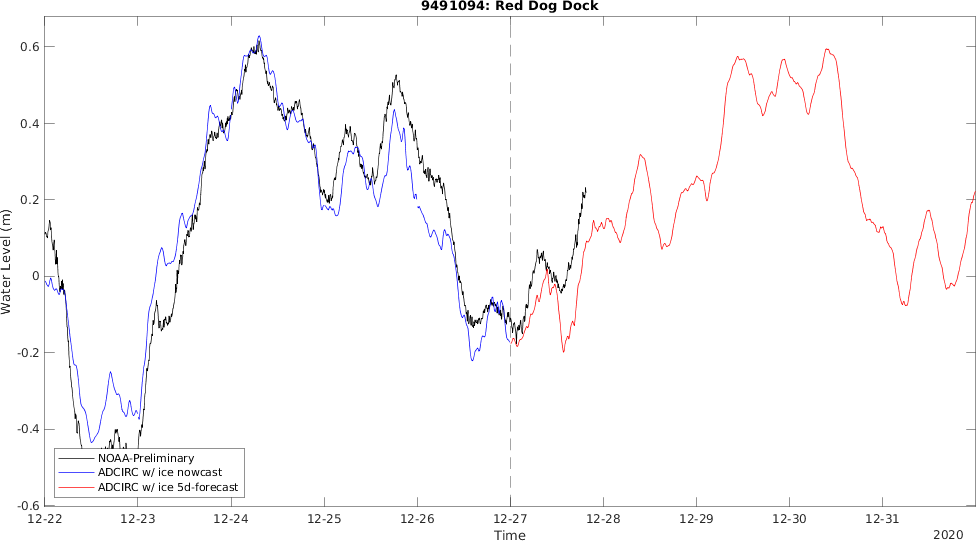 9491094: Red Dog Dock
Water Level (m)
0.6
0.4
0.2
0
-0.2
-0.4
-0.6
NOAA-Preliminary
ADCIRC w/ ice nowcast
ADCIRC w/ ice 5d-forecast
12-22 12-23 12-24 12-25 12-26 12-27 12-28 12-29 12-30 12-31
Time
2020